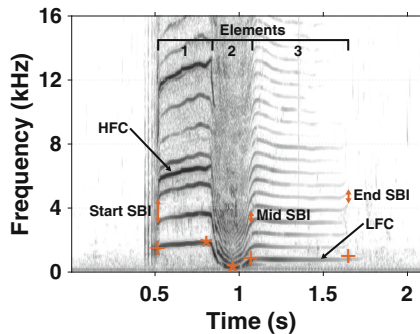 Elements
1 2 3
HFC
Start SBI
Mid SBI
End SBI
LFC
Frequency (kHz)
16
12
8
4
0
0.5 1 1.5 2
Time (s)